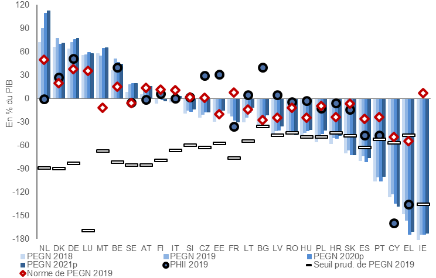 En % cu PIB
120
90
60
30
0
-30
-60
-90
-120
-150
-180
NL DK DE LU MT BE SE AT FI IT SI CZ EE FR LT BG LV RO HU PL HR SK ES PT CY EL IE
PEGN 2018 PEGN 2019 PEGN 2020p
PEGN 2021p PHII 2019 Seuil prud. de PEGN 2019
Norme de PEGN 2019